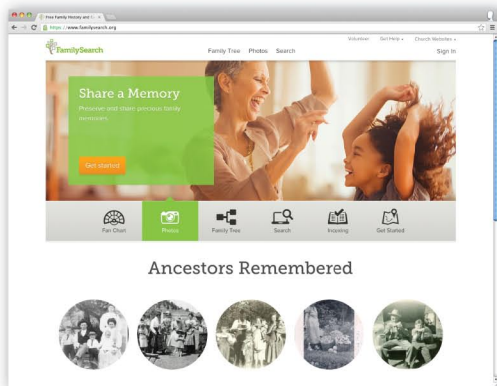 Free Family History and
https://www.familysearch.org
Volunteer Get Help Church Websites
FamilySearch
Family Tree Photos Search
Sign In
Share a Memory
Preserve and share precious family
memories.
Get started
Fan Chart Photos Family Tree Search Indexing Get Started
Ancestors Remembered